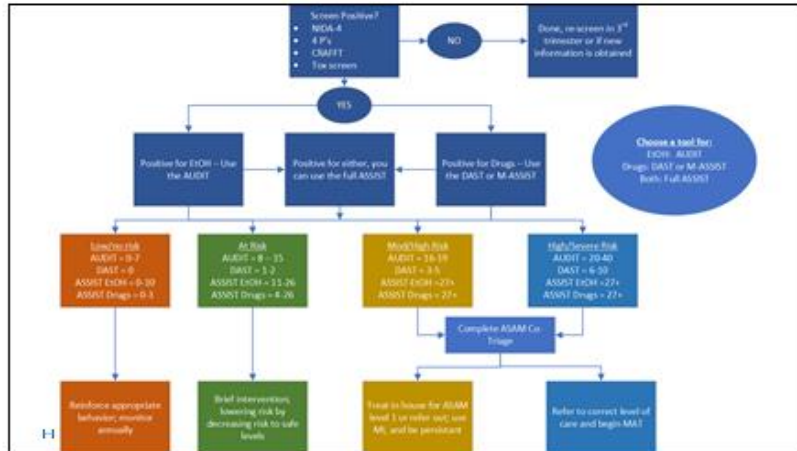 Screen Positive?
NIDA-4
4 P's
CRAFFT
Tox screen
NO
Done, re-screen in 3rd
trimester or if new
information is obtained
YES
Positive for EtOH – Use
the AUDIT
Positive for either, you
can use the full ASSIST
Positive for Drugs – Use
the DAST or M-ASSIST
Choose a tool for:
EtOH: AUDIT
Drugs: DAST or M-ASSIST
Both: Full ASSIST
Low/no risk
AUDIT = 0-7
DAST = 0
ASSIST EtOH = 0-10
ASSIST Drugs = 0-3
At Risk
AUDIT = 8 – 15
DAST = 1-2
ASSIST EtOH = 11-26
ASSIST Drugs = 4-26
Mod/High Risk
AUDIT = 16-19
DAST = 3-5
ASSIST EtOH =27+
ASSIST Drugs = 27+
High/Severe Risk
AUDIT = 20-40
DAST = 6-10
ASSIST EtOH =27+
ASSIST Drugs = 27+
Complete ASAM Co
Triage
Reinforce appropriate
behavior; monitor
annually
Brief intervention;
lowering risk by
decreasing risk to safe
levels
Treat in house for ASAM
level 1 or refer out; use
MI, and be persistant
Refer to correct level of
care and begin MAT
H